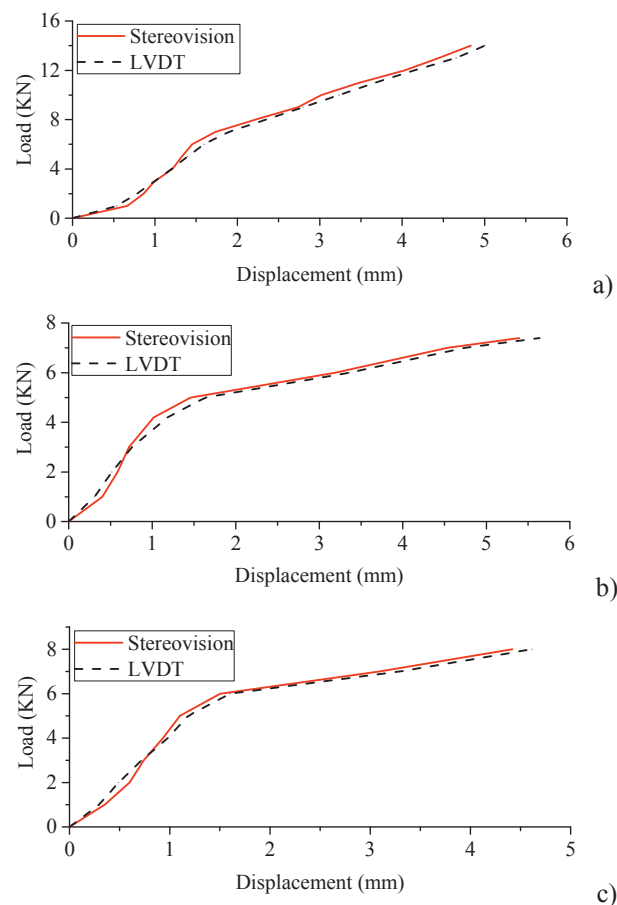 16
12
8
4
0
Load (KN)
Stereovision
LVDT
0 1 2 3 4 5 6
Displacement (mm)
a)
8
6
4
2
0
Load (KN)
Stereovision
LVDT
0 1 2 3 4 5 6
Displacement (mm)
b)
10
8
6
4
2
0
Load (KN)
Stereovision
LVDT
0 1 2 3 4 5
Displacement (mm)
c)